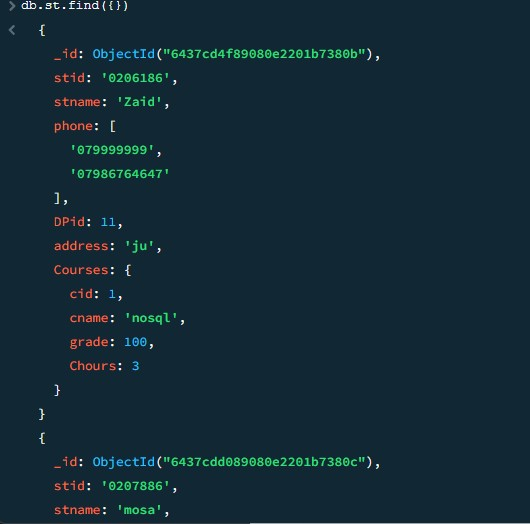 > db.st.find({})
< {
_id: ObjectId("6437cd4f89080e2201b7380b"),
stid: '0206186',
stname: 'Zaid',
phone: [
'079999999',
'07986764647'
],
DPid: 11,
address: 'ju',
Courses: {
cid: 1,
cname: 'nosql',
grade: 100,
Chours: 3
}
}
{
_id: ObjectId("6437cdd089080e2201b7380c"),
stid: '0207886',
stname: 'mosa',